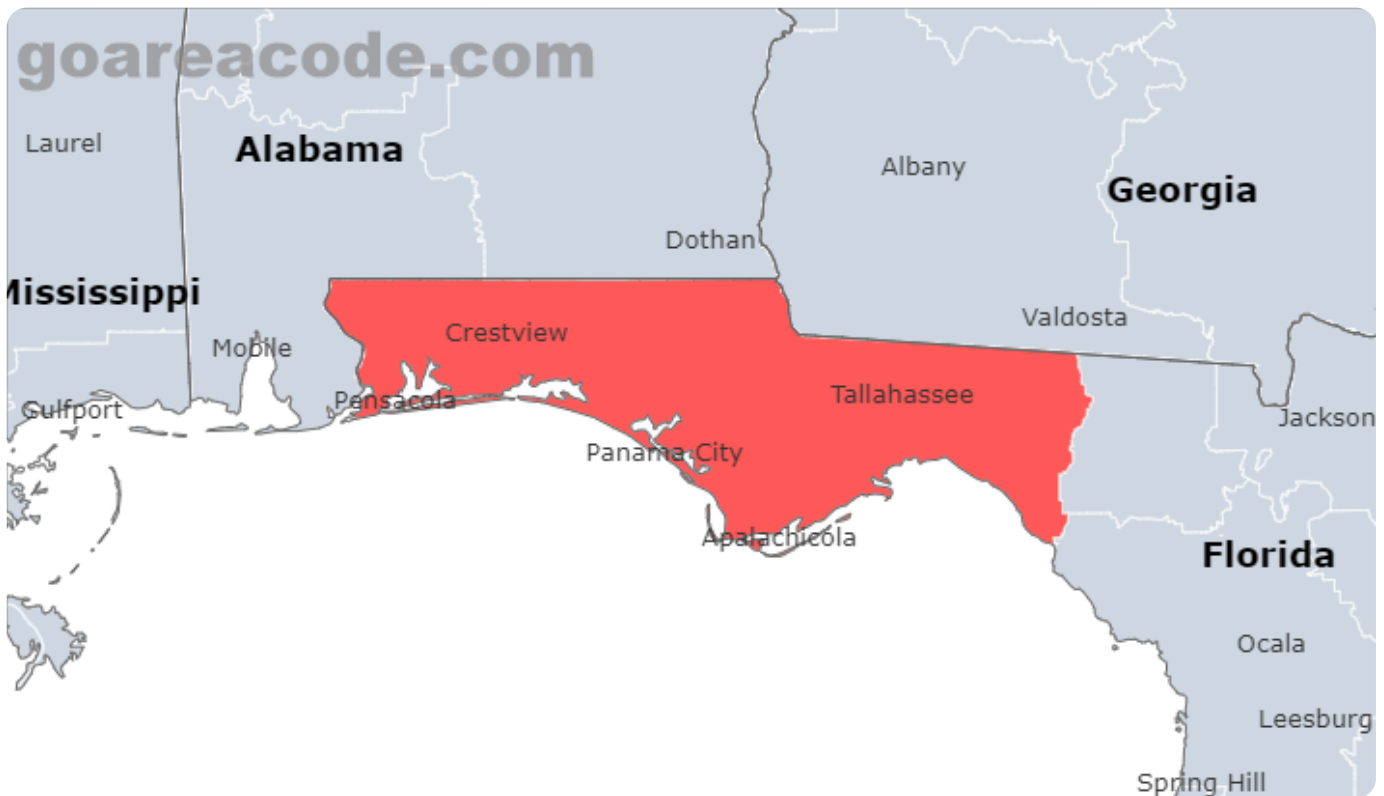 goareacode.com
Laurel
Alabama
Albany
Georgia
Dothan
Mississippi
Valdosta
Crestview
Mobile
Tallahassee
Pensacola
Gulfport
Jackson
Panama City
Apalachicola
Florida
Ocala
Leesburg
Spring Hill